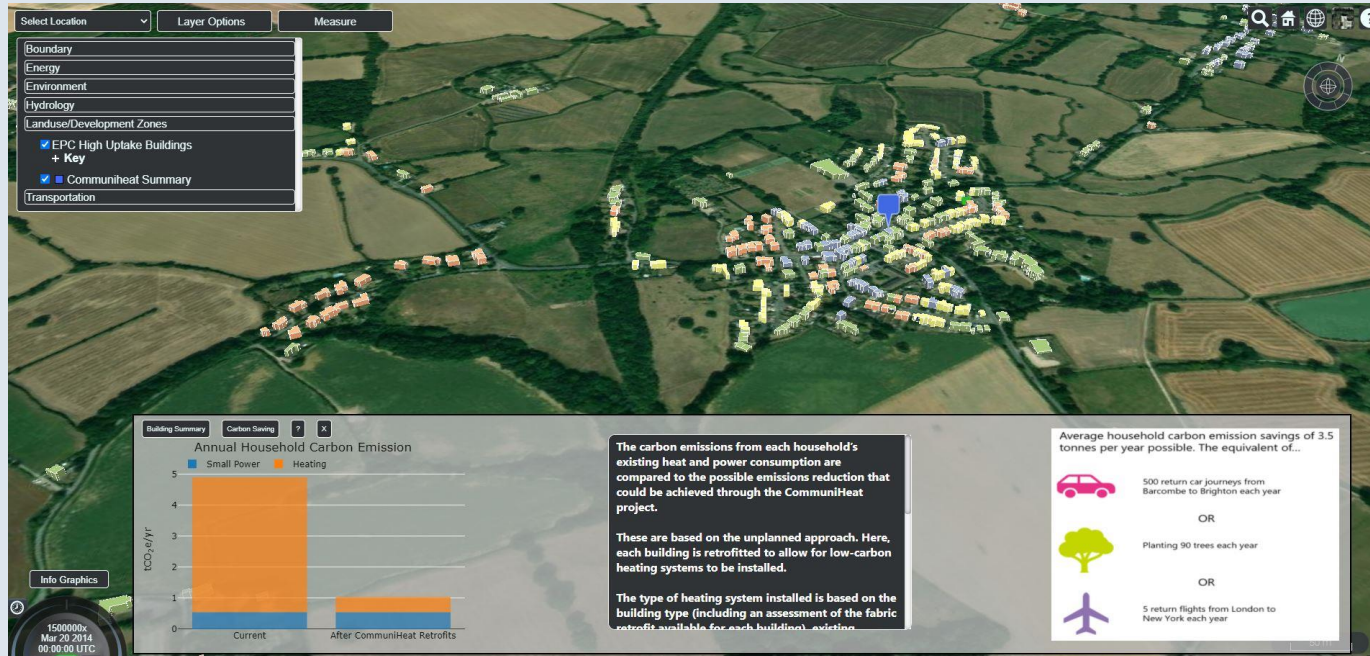 Select Location
Layer Options
Measure
Boundary
Energy
Environment
Hydrology
Landuse/Development Zones
EPC High Uptake Buildings
+ Key
Communiheat Summary
Transportation
N
Building Summary
Carbon Saving
?
X
Annual Household Carbon Emission
Small Power
Heating
5
4
3
2
1
0
tCO2e/yr
Current
After CommuniHeat Retrofits
The carbon emissions from each household's
existing heat and power consumption are
compared to the possible emissions reduction that
could be achieved through the CommuniHeat
project.
These are based on the unplanned approach. Here,
each building is retrofitted to allow for low-carbon
heating systems to be installed.
The type of heating system installed is based on the
building type (including an assessment of the fabric
retrofit available for each building), existing
Average household carbon emission savings of 3.5
tonnes per year possible. The equivalent of...
500 return car journeys from
Barcombe to Brighton each year
OR
Planting 90 trees each year
OR
5 return flights from London to
New York each year
Info Graphics
1500000x
Mar 20 2014
00:00:00 UTC